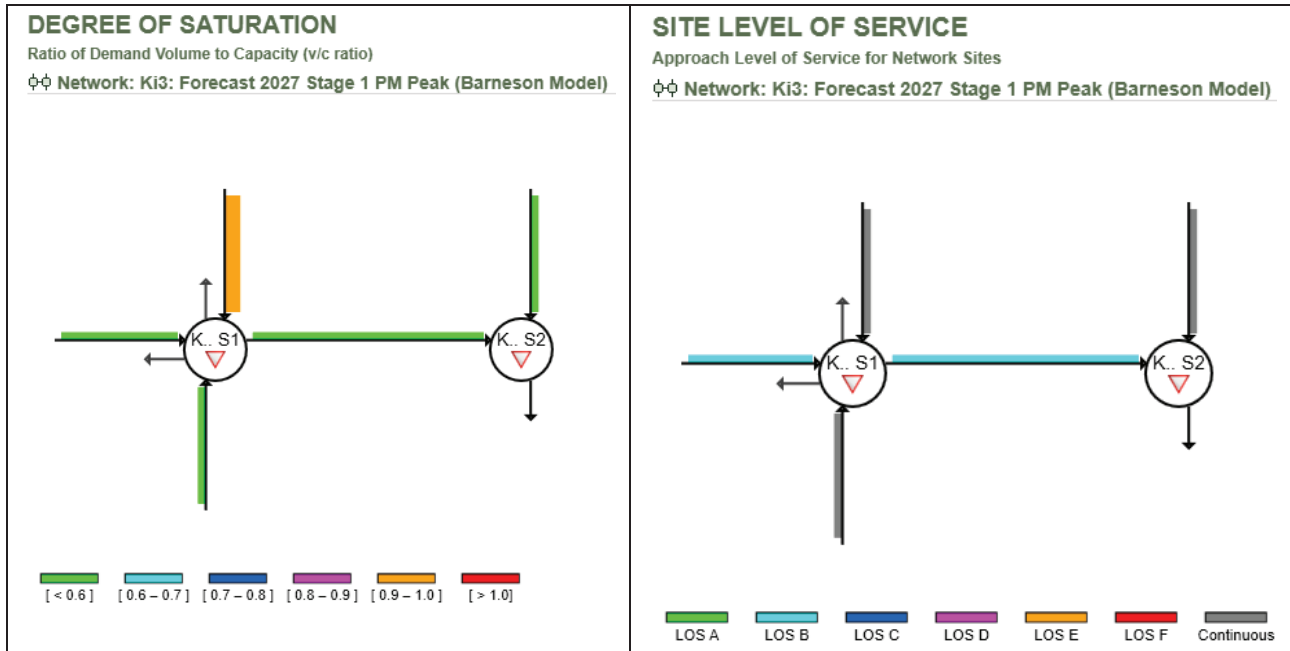 DEGREE OF SATURATION
Ratio of Demand Volume to Capacity (v/c ratio)
Network: Ki3: Forecast 2027 Stage 1 PM Peak (Barneson Model)
K.. S1
K.. S2
[ < 0.6 ]
[ 0.6 – 0.7 ]
[ 0.7 – 0.8 ]
[ 0.8 – 0.9 ]
[ 0.9 – 1.0 ]
[ > 1.0]
SITE LEVEL OF SERVICE
Approach Level of Service for Network Sites
Network: Ki3: Forecast 2027 Stage 1 PM Peak (Barneson Model)
K.. S1
K.. S2
LOS A
LOS B
LOS C
LOS D
LOS E
LOS F
Continuous